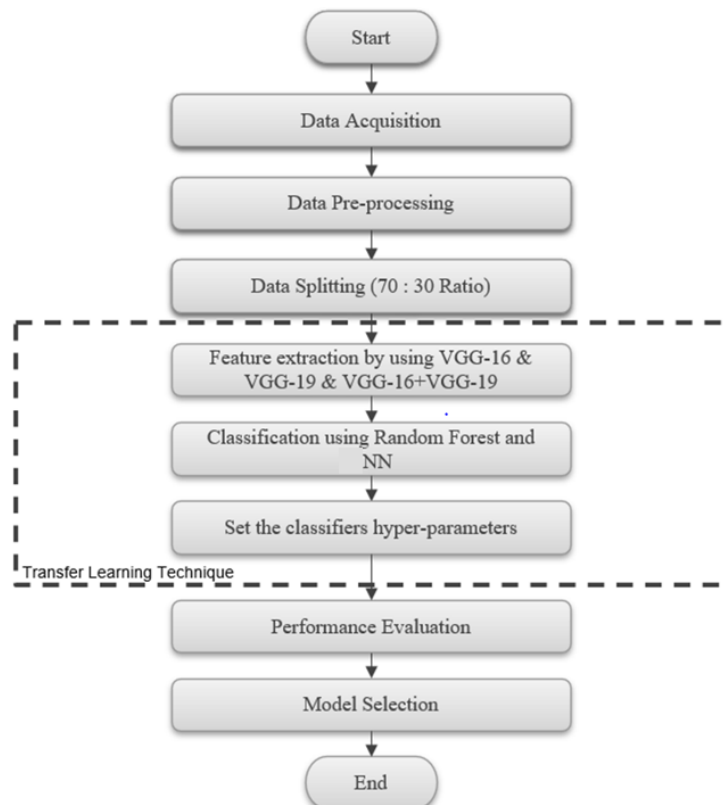 Start
Data Acquisition
Data Pre-processing
Data Splitting (70 : 30 Ratio)
Feature extraction by using VGG-16 &
VGG-19 & VGG-16+VGG-19
Classification using Random Forest and
NN
Set the classifiers hyper-parameters
Transfer Learning Technique
Performance Evaluation
Model Selection
End